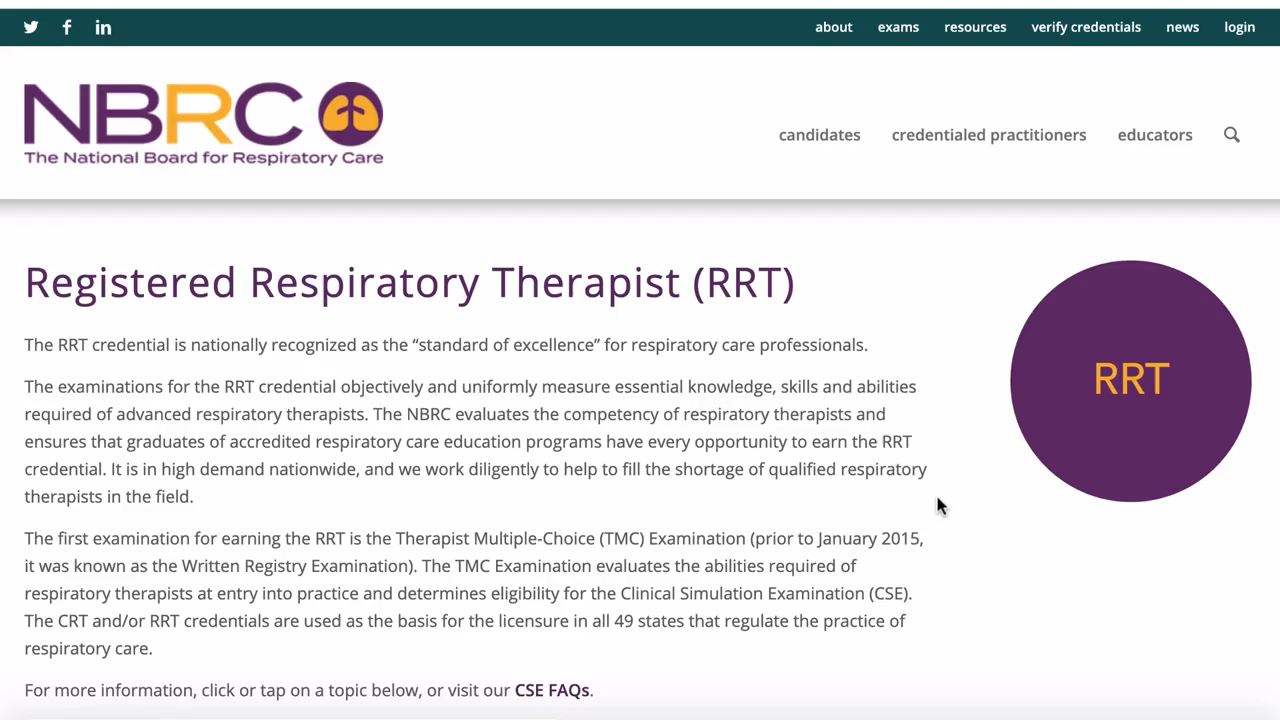 about exams resources verify credentials news login
NBRC
The National Board for Respiratory Care
candidates credentialed practitioners educators
Registered Respiratory Therapist (RRT)
RRT
The RRT credential is nationally recognized as the “standard of excellence” for respiratory care professionals.
The examinations for the RRT credential objectively and uniformly measure essential knowledge, skills and abilities
required of advanced respiratory therapists. The NBRC evaluates the competency of respiratory therapists and
ensures that graduates of accredited respiratory care education programs have every opportunity to earn the RRT
credential. It is in high demand nationwide, and we work diligently to help to fill the shortage of qualified respiratory
therapists in the field.
The first examination for earning the RRT is the Therapist Multiple-Choice (TMC) Examination (prior to January 2015,
it was known as the Written Registry Examination). The TMC Examination evaluates the abilities required of
respiratory therapists at entry into practice and determines eligibility for the Clinical Simulation Examination (CSE).
The CRT and/or RRT credentials are used as the basis for the licensure in all 49 states that regulate the practice of
respiratory care.
For more information, click or tap on a topic below, or visit our CSE FAQs.